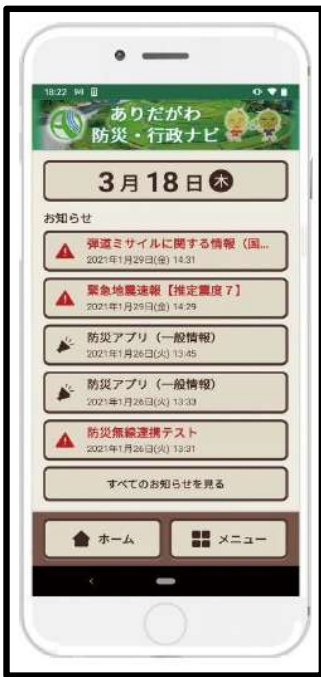 18:22
ありだがわ
防災・行政ナビ
3月18日 木
お知らせ
弾道ミサイルに関する情報（国...
2021年1月29日(金) 14:31
緊急地震速報【推定震度7】
2021年1月29日(金) 14:29
防災アプリ（一般情報）
2021年1月26日(火) 13:45
防災アプリ（一般情報）
2021年1月26日(火) 13:33
防災無線連携テスト
2021年1月26日(火) 13:31
すべてのお知らせを見る
ホーム
メニュー